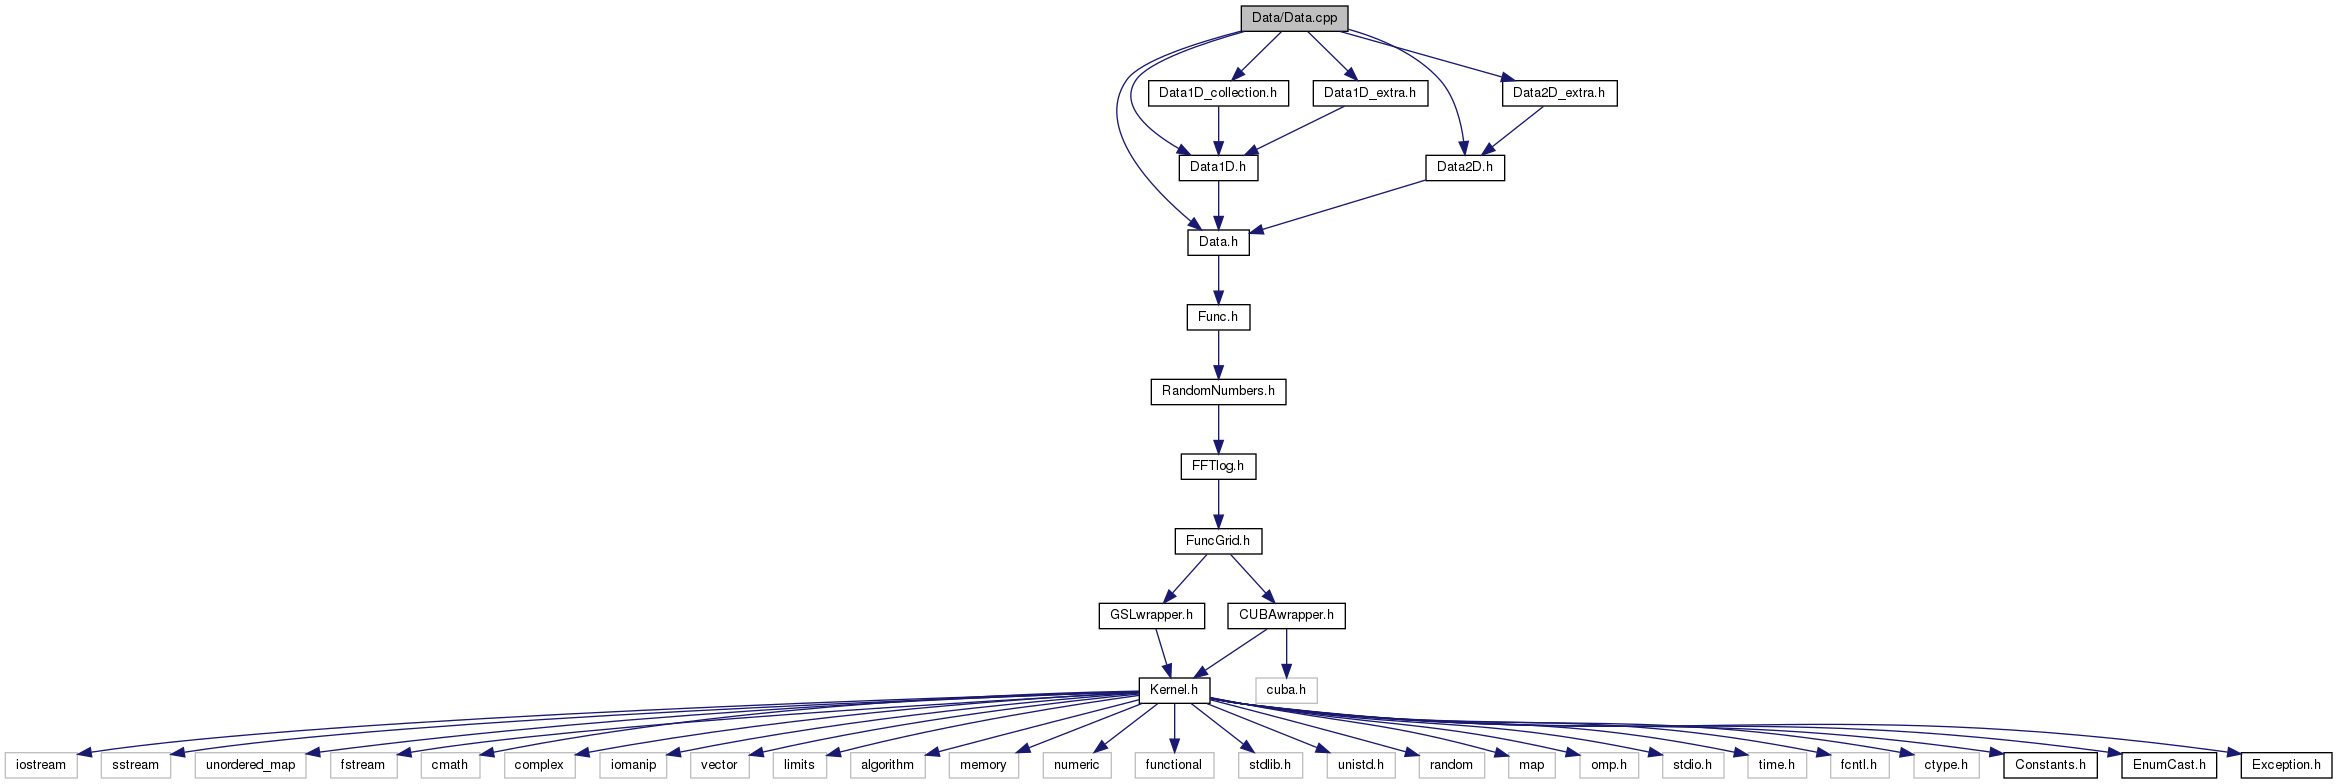 Data/Data.cpp
Data1D_collection.h
Data1D_extra.h
Data2D_extra.h
Data1D.h
Data2D.h
Data.h
Func.h
RandomNumbers.h
FFTlog.h
FuncGrid.h
GSLwrapper.h
CUBAwrapper.h
Kernel.h
cuba.h
iostream
sstream
unordered_map
fstream
cmath
complex
iomanip
vector
limits
algorithm
memory
numeric
functional
stdlib.h
unistd.h
random
map
omp.h
stdio.h
time.h
fcntl.h
ctype.h
Constants.h
EnumCast.h
Exception.h